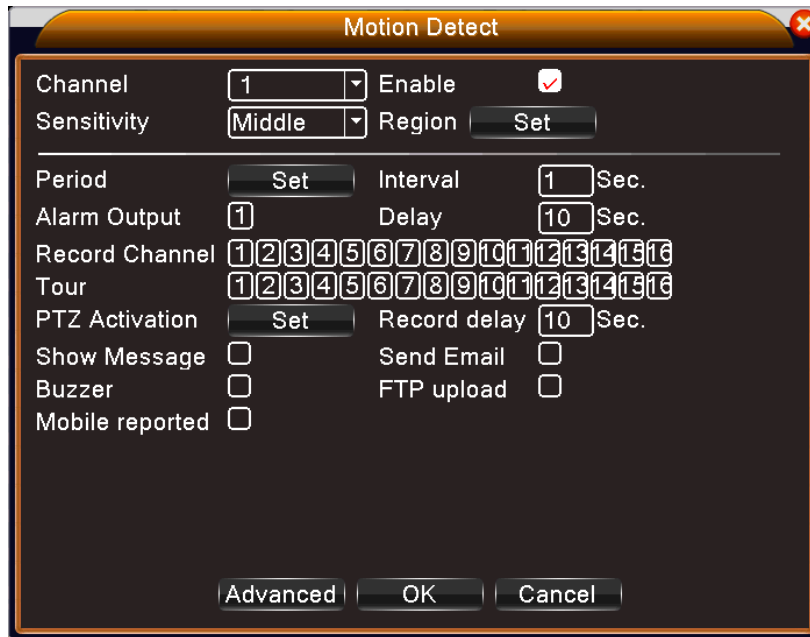 Motion Detect
Channel 1 Enable
Sensitivity Middle Region Set
Period Set Interval 1 Sec.
Alarm Output 1 Delay 10 Sec.
Record Channel 1 2 3 4 5 6 7 8 9 10 11 12 13 14 15 16
Tour 1 2 3 4 5 6 7 8 9 10 11 12 13 14 15 16
PTZ Activation Set Record delay 10 Sec.
Show Message Send Email
Buzzer FTP upload
Mobile reported
Advanced OK Cancel